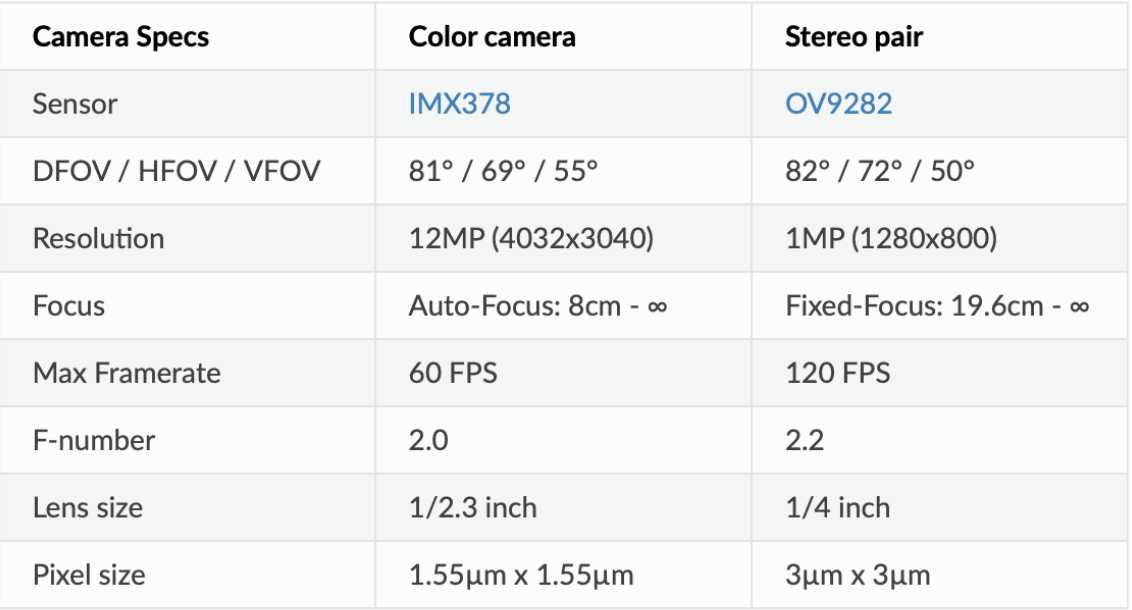 Camera Specs Color camera Stereo pair
Sensor IMX378 OV9282
DFOV / HFOV / VFOV 81° / 69° / 55° 82° / 72° / 50°
Resolution 12MP (4032x3040) 1MP (1280x800)
Focus Auto-Focus: 8cm - ∞ Fixed-Focus: 19.6cm - ∞
Max Framerate 60 FPS 120 FPS
F-number 2.0 2.2
Lens size 1/2.3 inch 1/4 inch
Pixel size 1.55µm x 1.55µm 3µm x 3µm